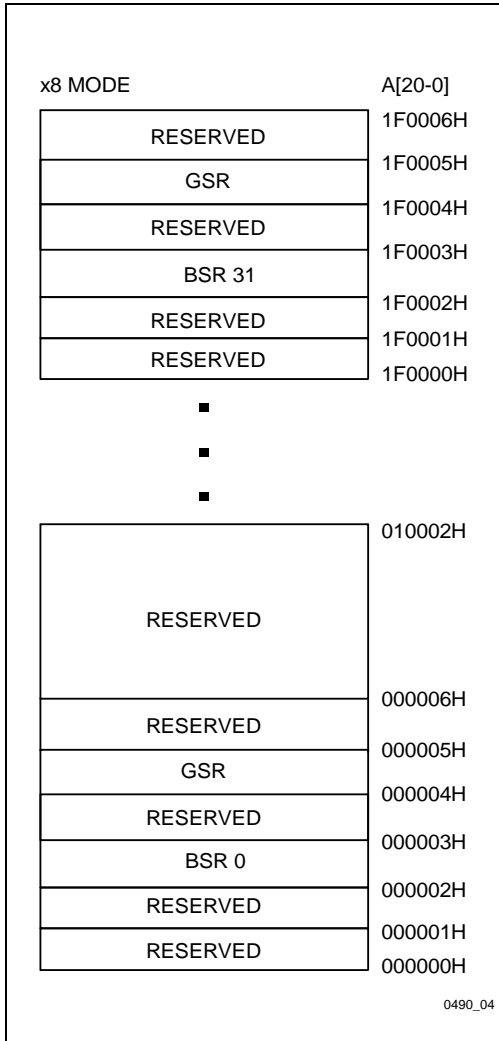 x8 MODE A[20-0]
1F0006H
RESERVED
1F0005H
GSR
1F0004H
RESERVED
1F0003H
BSR 31
1F0002H
RESERVED
1F0001H
RESERVED
1F0000H
010002H
RESERVED
000006H
RESERVED
000005H
GSR
000004H
RESERVED
000003H
BSR 0
000002H
RESERVED
000001H
RESERVED
000000H
0490_04